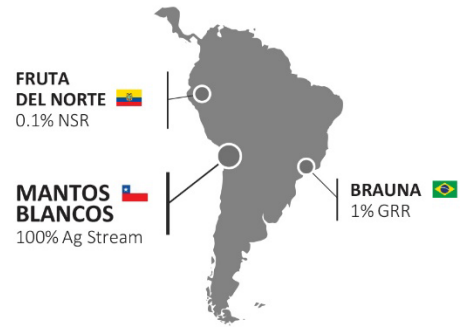 FRUTA
DEL NORTE
0.1% NSR
MANTOS
BLANCOS
100% Ag Stream
BRAUNA
1% GRR